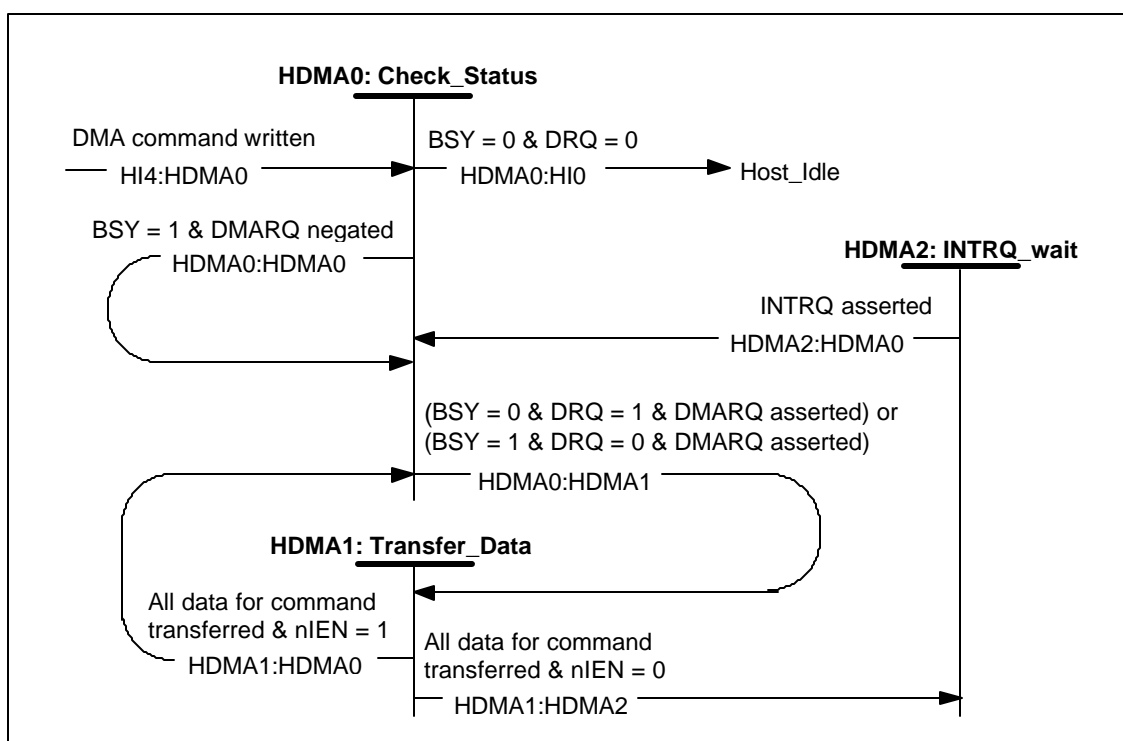 HDMA0: Check_Status
DMA command written
HI4:HDMA0
BSY = 0 & DRQ = 0
HDMA0:HI0
Host_Idle
BSY = 1 & DMARQ negated
HDMA0:HDMA0
HDMA2: INTRQ_wait
INTRQ asserted
HDMA2:HDMA0
(BSY = 0 & DRQ = 1 & DMARQ asserted) or
(BSY = 1 & DRQ = 0 & DMARQ asserted)
HDMA0:HDMA1
HDMA1: Transfer_Data
All data for command
transferred & nIEN = 1
HDMA1:HDMA0
All data for command
transferred & nIEN = 0
HDMA1:HDMA2